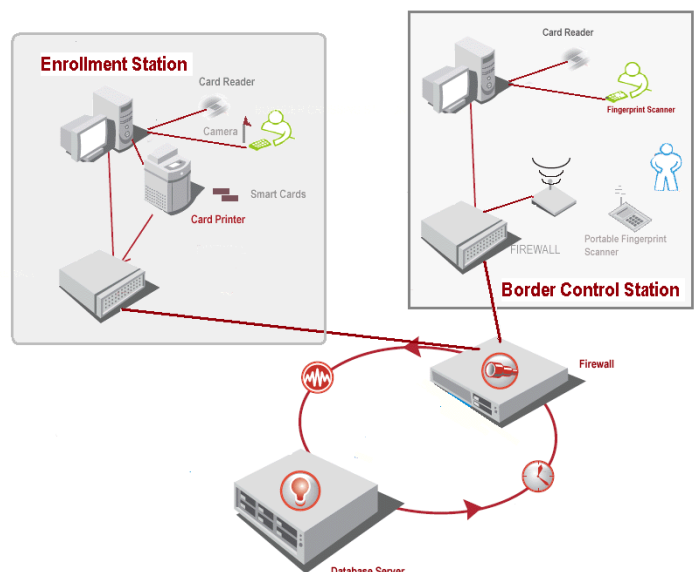 Enrollment Station
Card Reader
Camera
Smart Cards
Card Printer
Card Reader
Fingerprint Scanner
FIREWALL
Portable Fingerprint
Scanner
Border Control Station
Firewall
Database Server